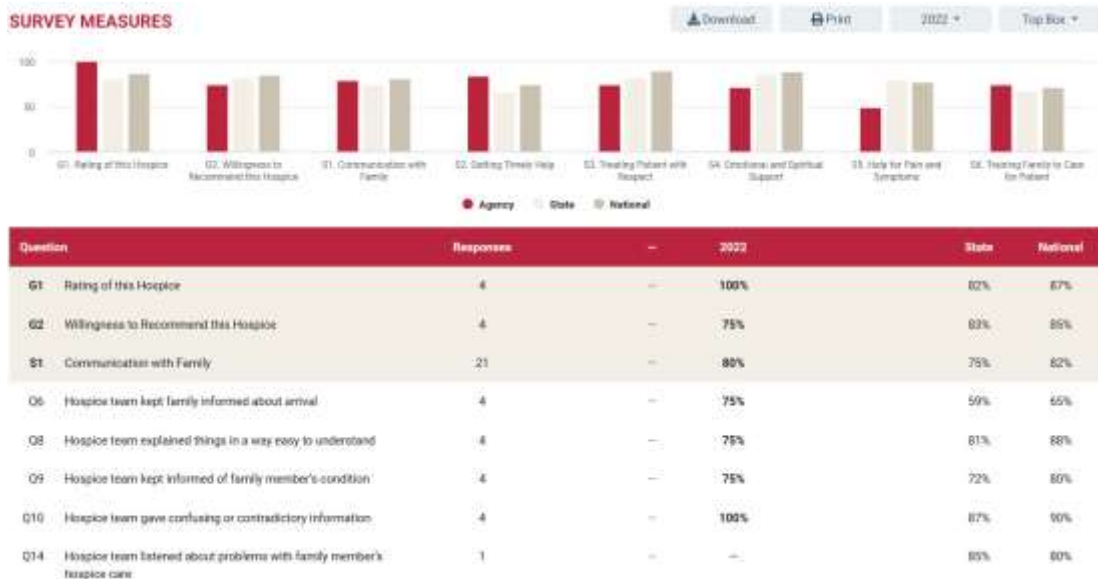 SURVEY MEASURES
Download
Print
2022
Top Box
100
50
0
G1. Rating of this Hospice
G2. Willingness to
Recommend this Hospice
S1. Communication with
Family
S2. Getting Timely Help
S3. Treating Patient with
Respect
S4. Emotional and Spiritual
Support
S5. Help for Pain and
Symptoms
S6. Training Family to Care
for Patient
Agency State National
Question Responses -- 2022 State National
G1 Rating of this Hospice 4 -- 100% 82% 87%
G2 Willingness to Recommend this Hospice 4 -- 75% 83% 85%
S1 Communication with Family 21 -- 80% 75% 82%
Q6 Hospice team kept family informed about arrival 4 -- 75% 59% 65%
Q8 Hospice team explained things in a way easy to understand 4 -- 75% 81% 88%
Q9 Hospice team kept informed of family member's condition 4 -- 75% 72% 80%
Q10 Hospice team gave confusing or contradictory information 4 -- 100% 87% 90%
Q14 Hospice team listened about problems with family member's 1 -- -- 85% 80%
hospice care